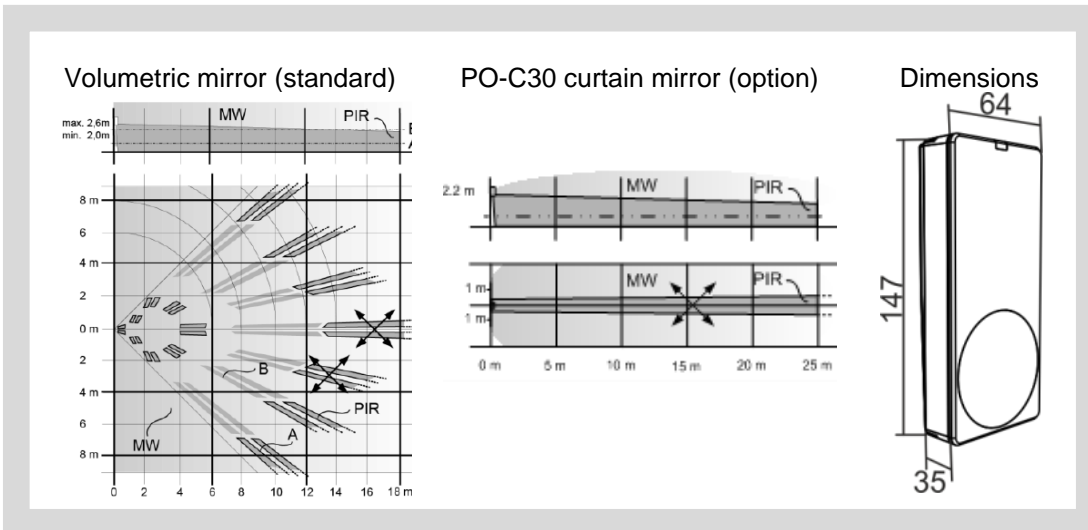 Volumetric mirror (standard)
MW
PIR
max. 2,6m
min. 2,0m
8 m
6
4 m
2
0 m
2
4 m
6
8 m
B
PIR
A
MW
0 2 4 6 8 10 12 14 16 18 m
PO-C30 curtain mirror (option)
2.2 m
MW
PIR
1 m
1 m
MW
PIR
0 m 5 m 10 m 15 m 20 m 25 m
Dimensions
64
147
35